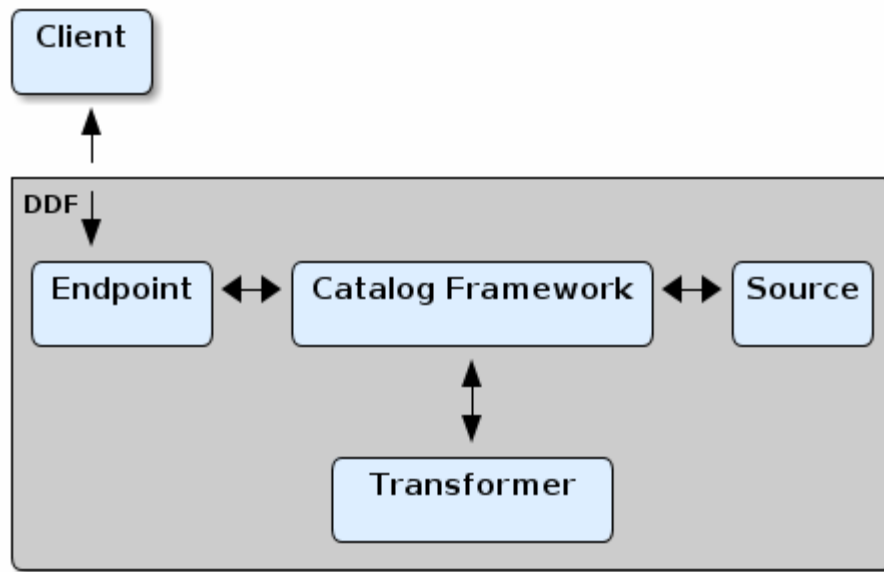 Client
DDF
Endpoint
Catalog Framework
Source
Transformer